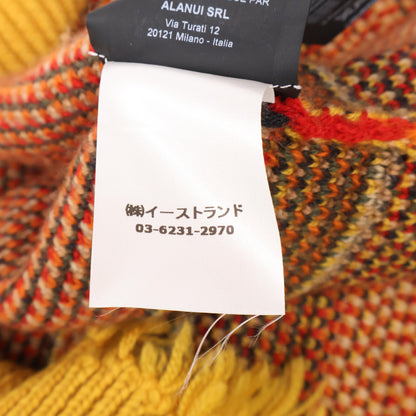 PAR
ALANUI SRL
Via Turati 12
20121 Milano - Italia
㈱イーストランド
03-6231-2970